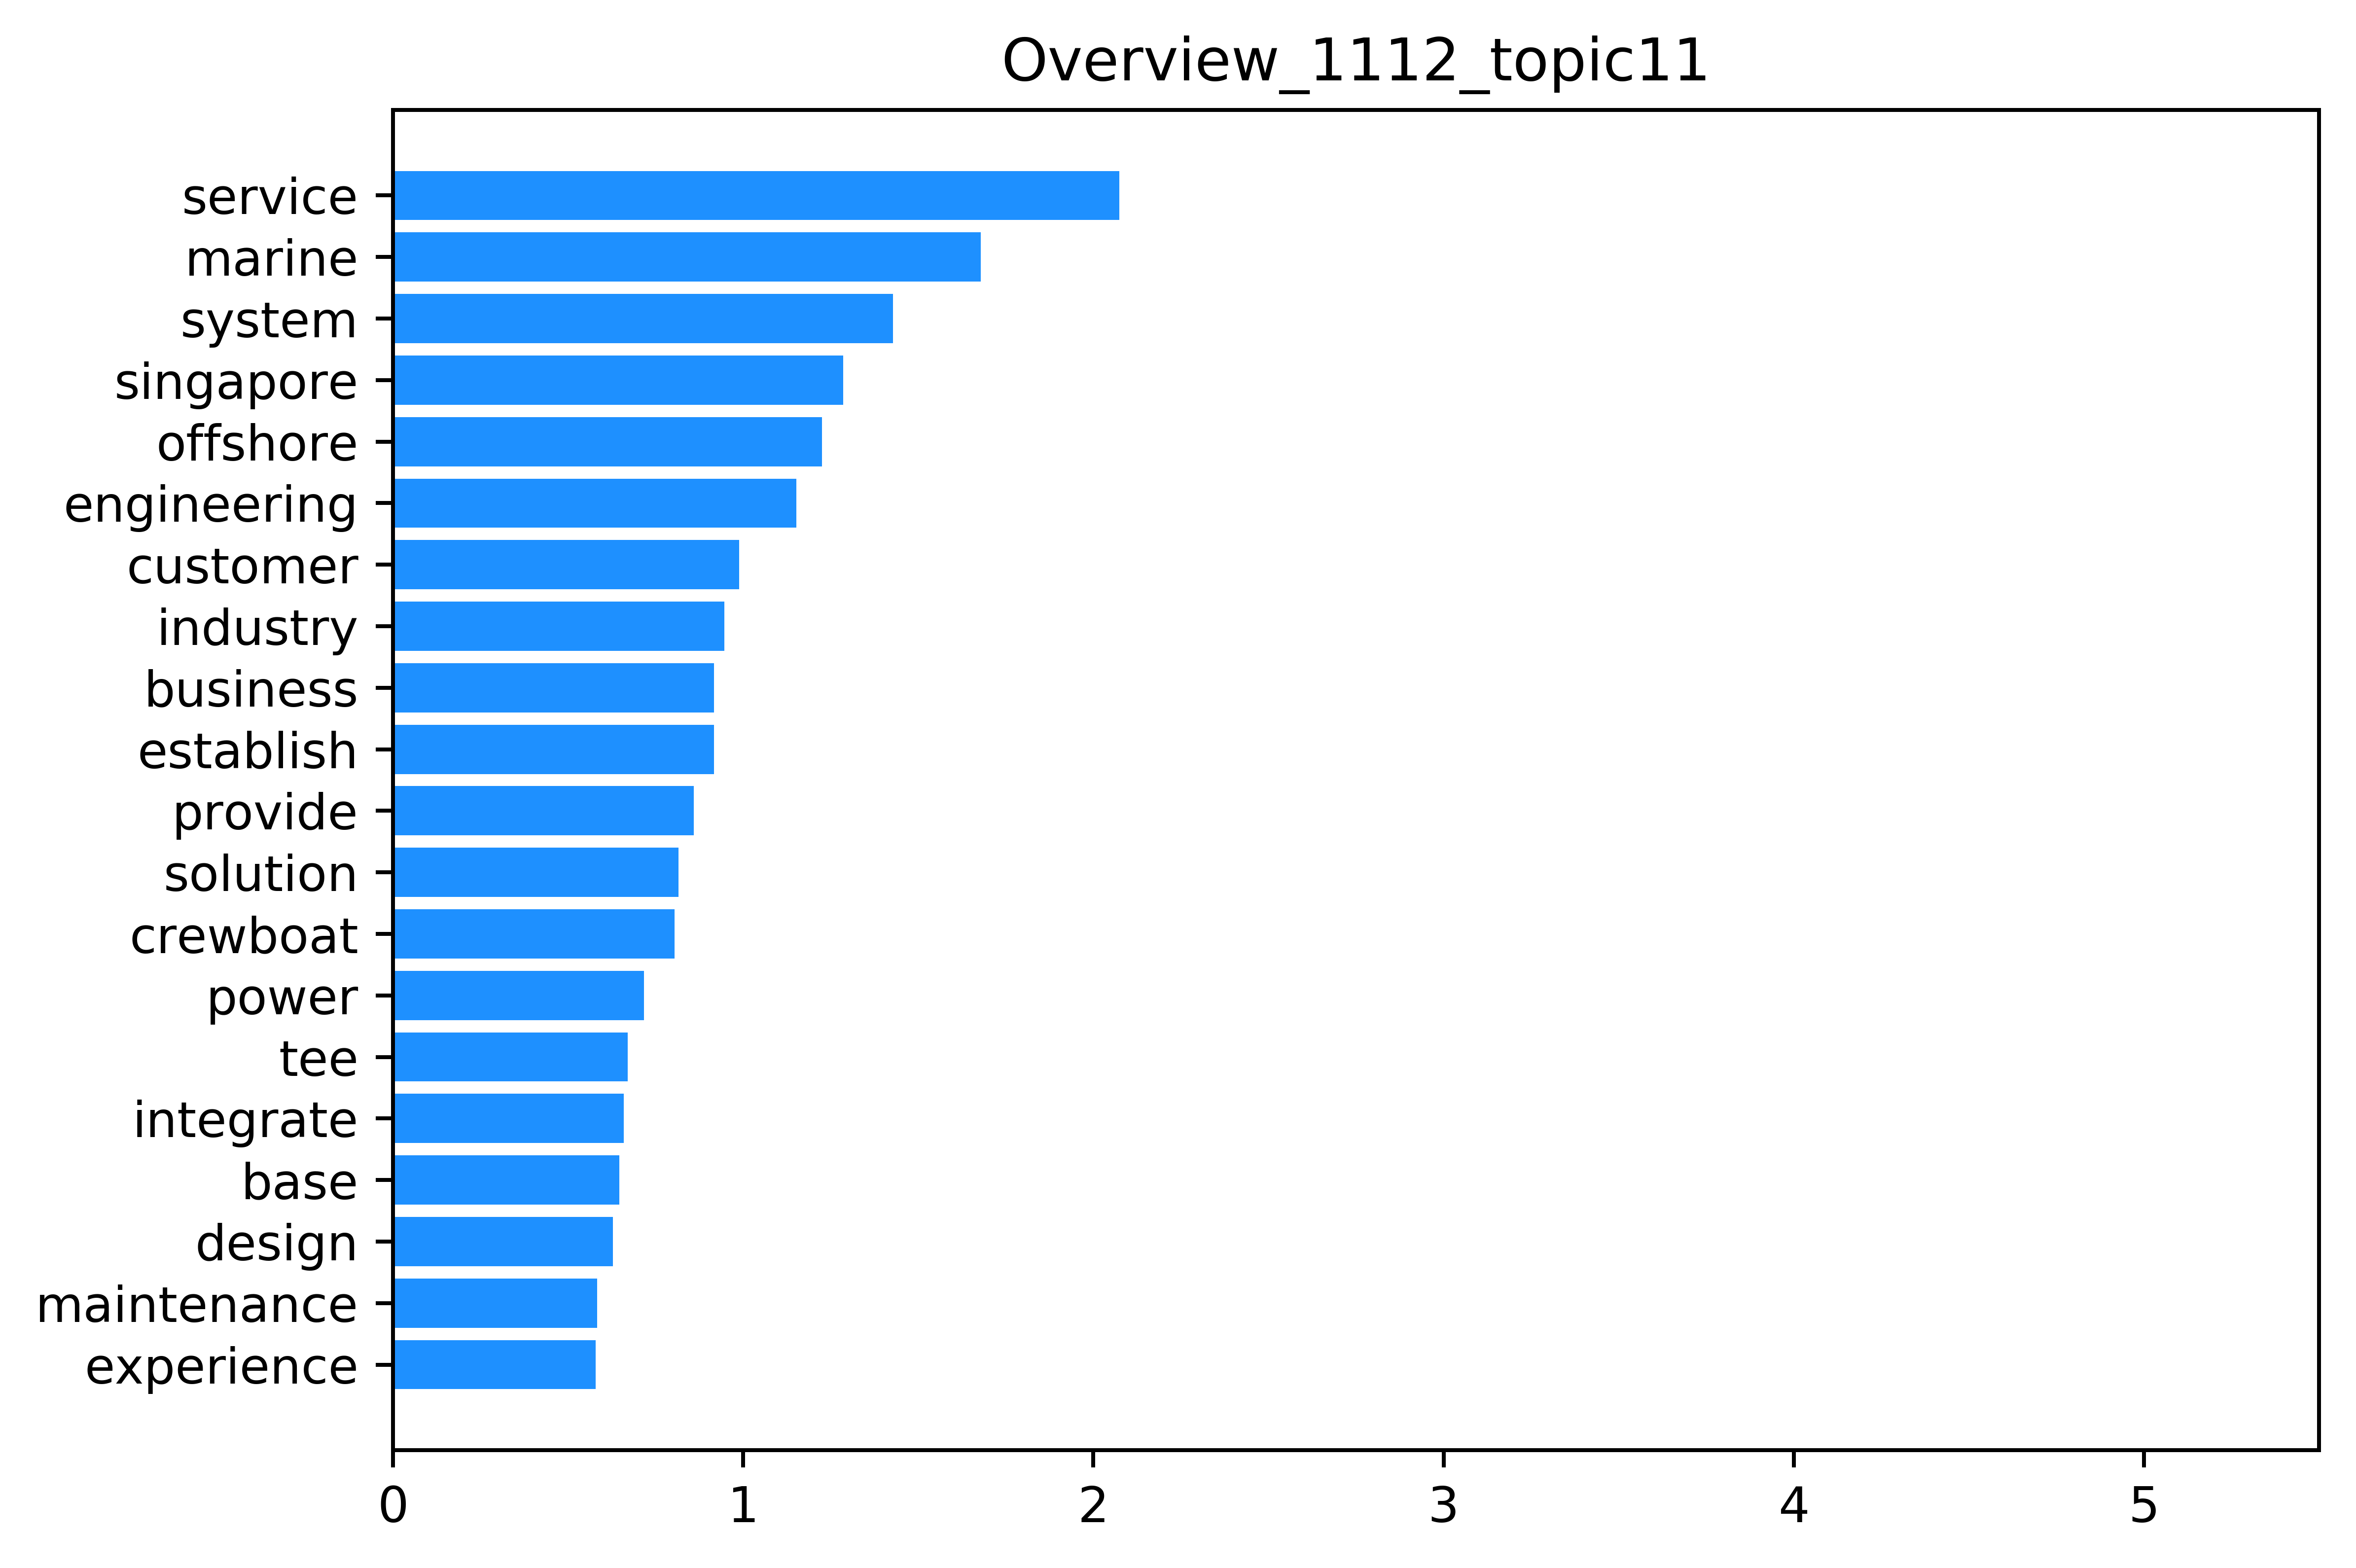 Overview_1112_topic11
service
marine
system
singapore
offshore
engineering
customer
industry
business
establish
provide
solution
crewboat
power
tee
integrate
base
design
maintenance
experience
0 1 2 3 4 5